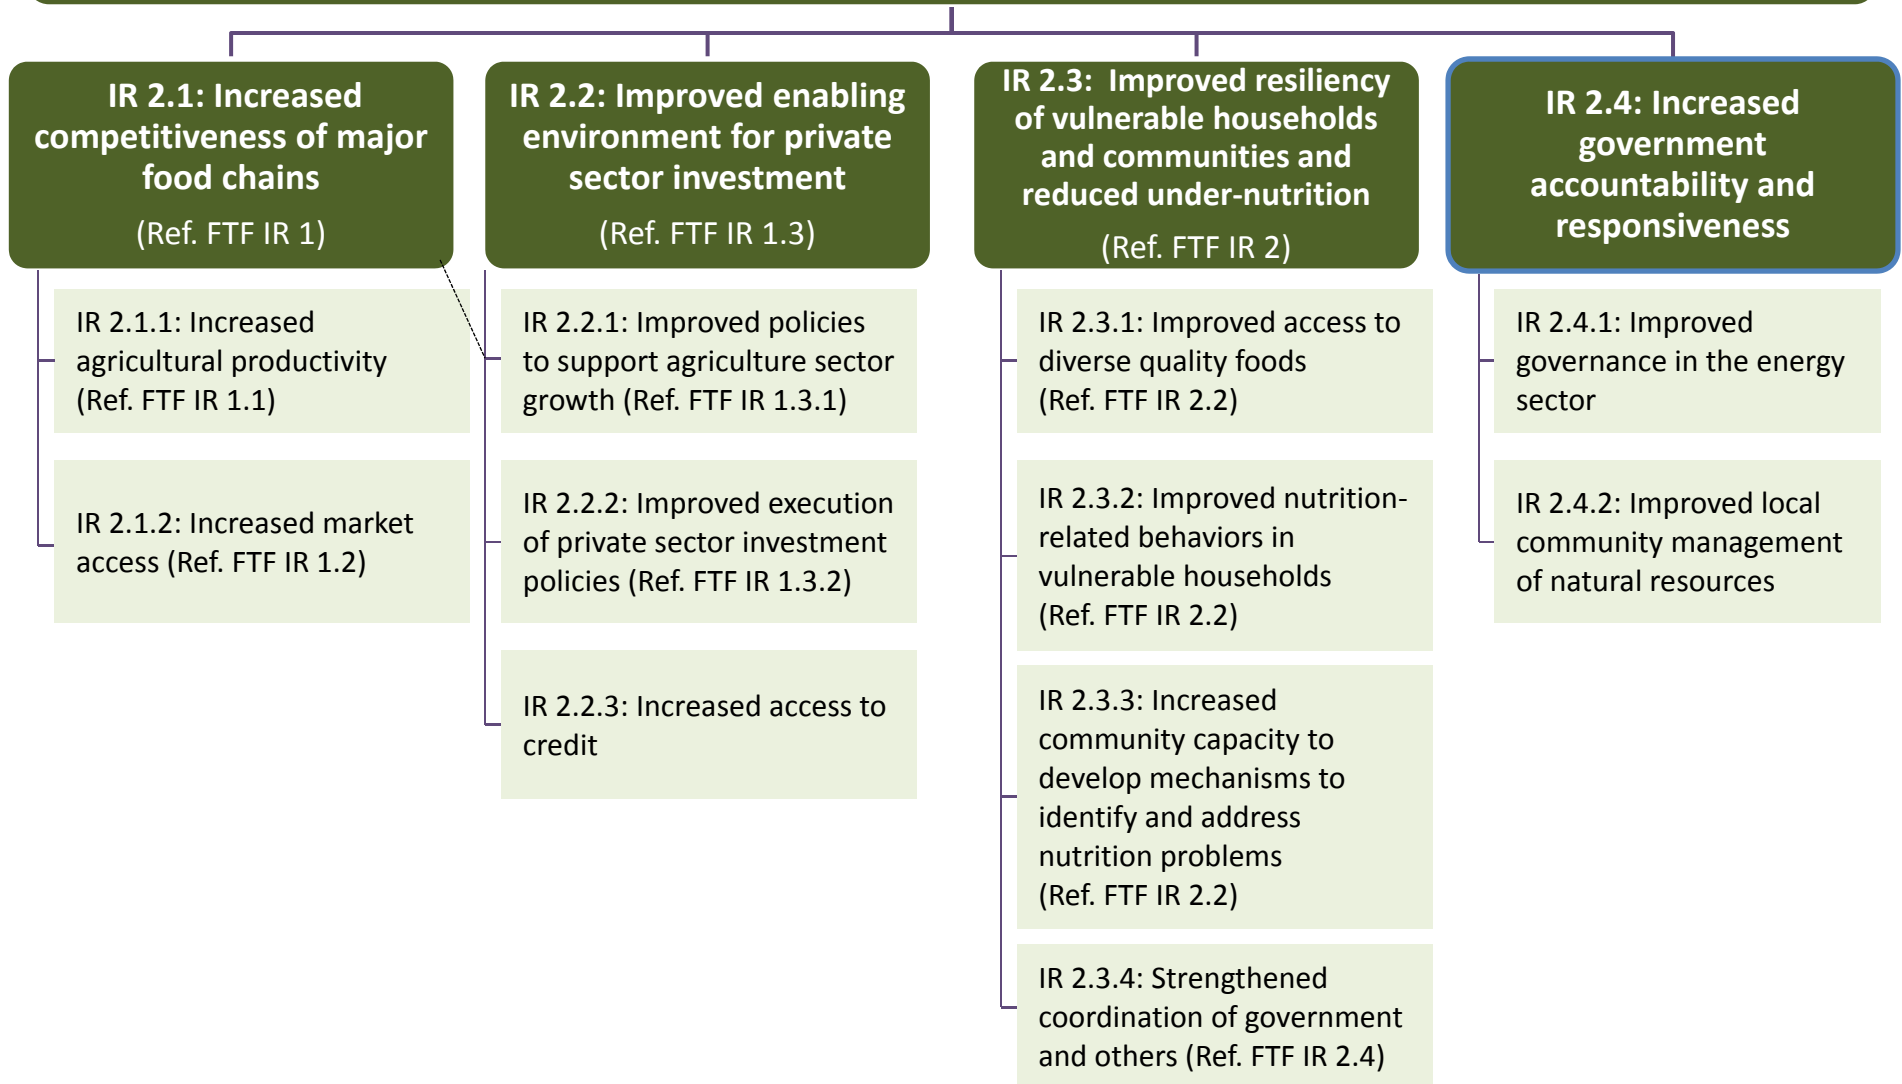 IR 2.1: Increased
competitiveness of major
food chains
(Ref. FTF IR 1)
IR 2.1.1: Increased
agricultural productivity
(Ref. FTF IR 1.1)
IR 2.1.2: Increased market
access (Ref. FTF IR 1.2)
IR 2.2: Improved enabling
environment for private
sector investment
(Ref. FTF IR 1.3)
IR 2.2.1: Improved policies
to support agriculture sector
growth (Ref. FTF IR 1.3.1)
IR 2.2.2: Improved execution
of private sector investment
policies (Ref. FTF IR 1.3.2)
IR 2.2.3: Increased access to
credit
IR 2.3: Improved resiliency
of vulnerable households
and communities and
reduced under-nutrition
(Ref. FTF IR 2)
IR 2.3.1: Improved access to
diverse quality foods
(Ref. FTF IR 2.2)
IR 2.3.2: Improved nutrition-
related behaviors in
vulnerable households
(Ref. FTF IR 2.2)
IR 2.3.3: Increased
community capacity to
develop mechanisms to
identify and address
nutrition problems
(Ref. FTF IR 2.2)
IR 2.3.4: Strengthened
coordination of government
and others (Ref. FTF IR 2.4)
IR 2.4: Increased
government
accountability and
responsiveness
IR 2.4.1: Improved
governance in the energy
sector
IR 2.4.2: Improved local
community management
of natural resources